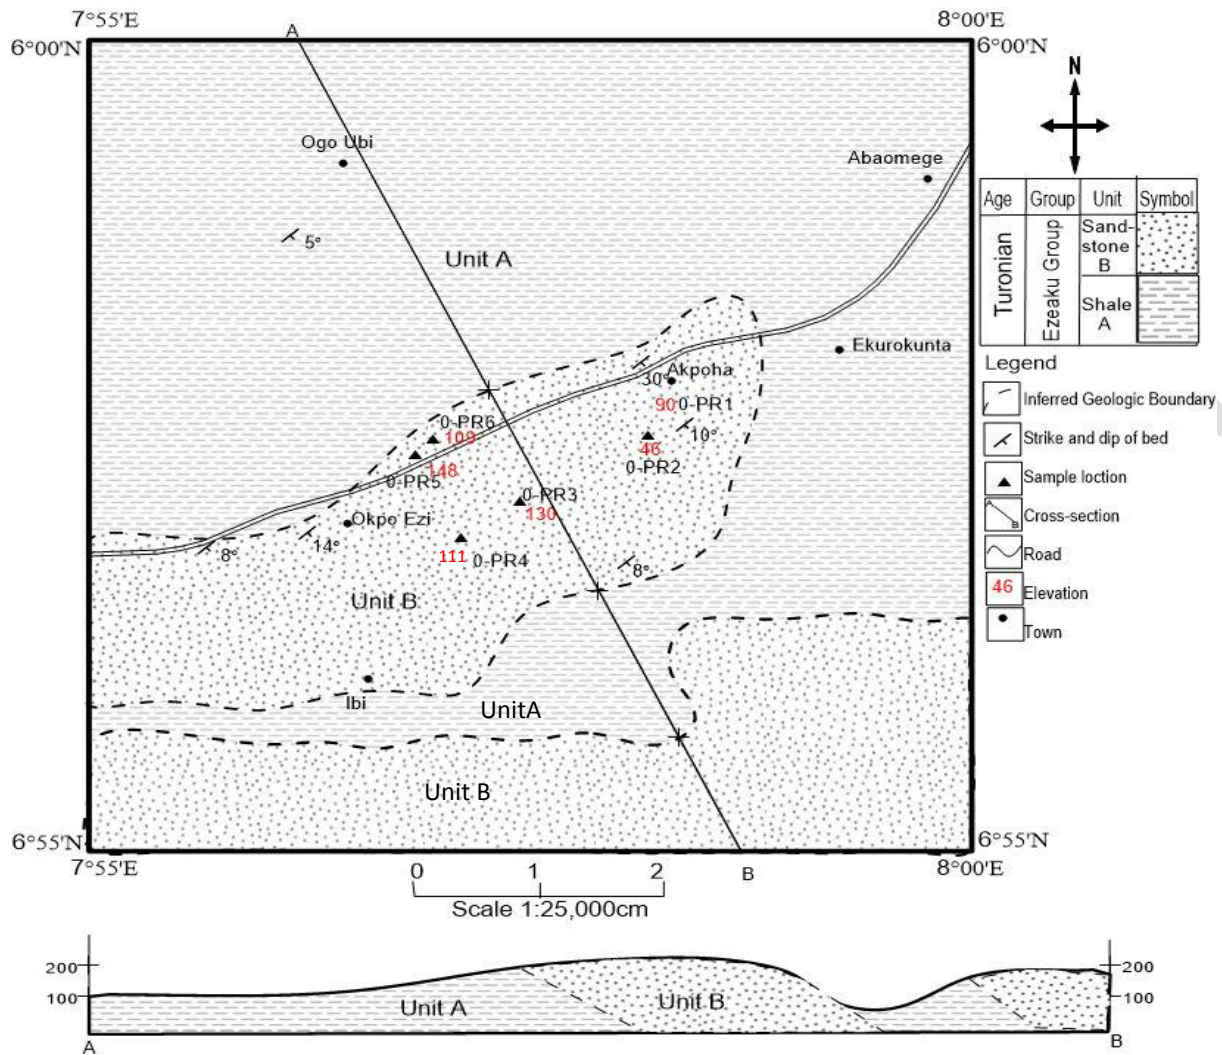 7°55'E
8°00'E
A
6°00'N
6°00'N
N
Ogo Ubi
Abaomege
5°
Unit A
Age Group Unit Symbol
Turonian
Ezeaku Group
Sand-
stone
B
Shale
A
Ekurokunta
Legend
30°
Akpoha
90 0-PR1
10°
46
0-PR2
0-PR6
109
148
0-PR5
0-PR3
130
Okpo Ezi
8°
14°
111 0-PR4
8°
Unit B
Ibi
UnitA
Unit B
Inferred Geologic Boundary
Strike and dip of bed
Sample loction
A
B
Cross-section
Road
46 Elevation
Town
6°55'N
6°55'N
7°55'E
8°00'E
B
0 1 2
Scale 1:25,000cm
200
100
Unit A
Unit B
200
100
A
B